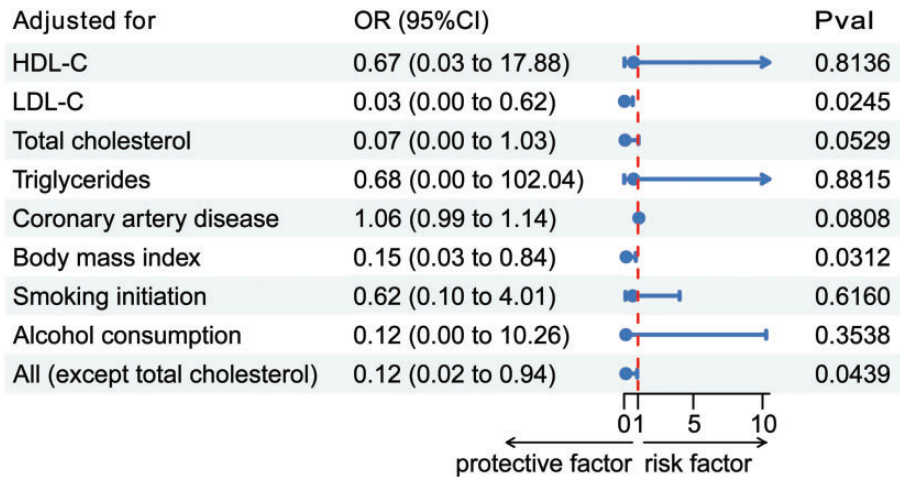 Adjusted for OR (95%CI) Pval
HDL-C 0.67 (0.03 to 17.88) 0.8136
LDL-C 0.03 (0.00 to 0.62) 0.0245
Total cholesterol 0.07 (0.00 to 1.03) 0.0529
Triglycerides 0.68 (0.00 to 102.04) 0.8815
Coronary artery disease 1.06 (0.99 to 1.14) 0.0808
Body mass index 0.15 (0.03 to 0.84) 0.0312
Smoking initiation 0.62 (0.10 to 4.01) 0.6160
Alcohol consumption 0.12 (0.00 to 10.26) 0.3538
All (except total cholesterol) 0.12 (0.02 to 0.94) 0.0439
0 1 5 10
protective factor risk factor